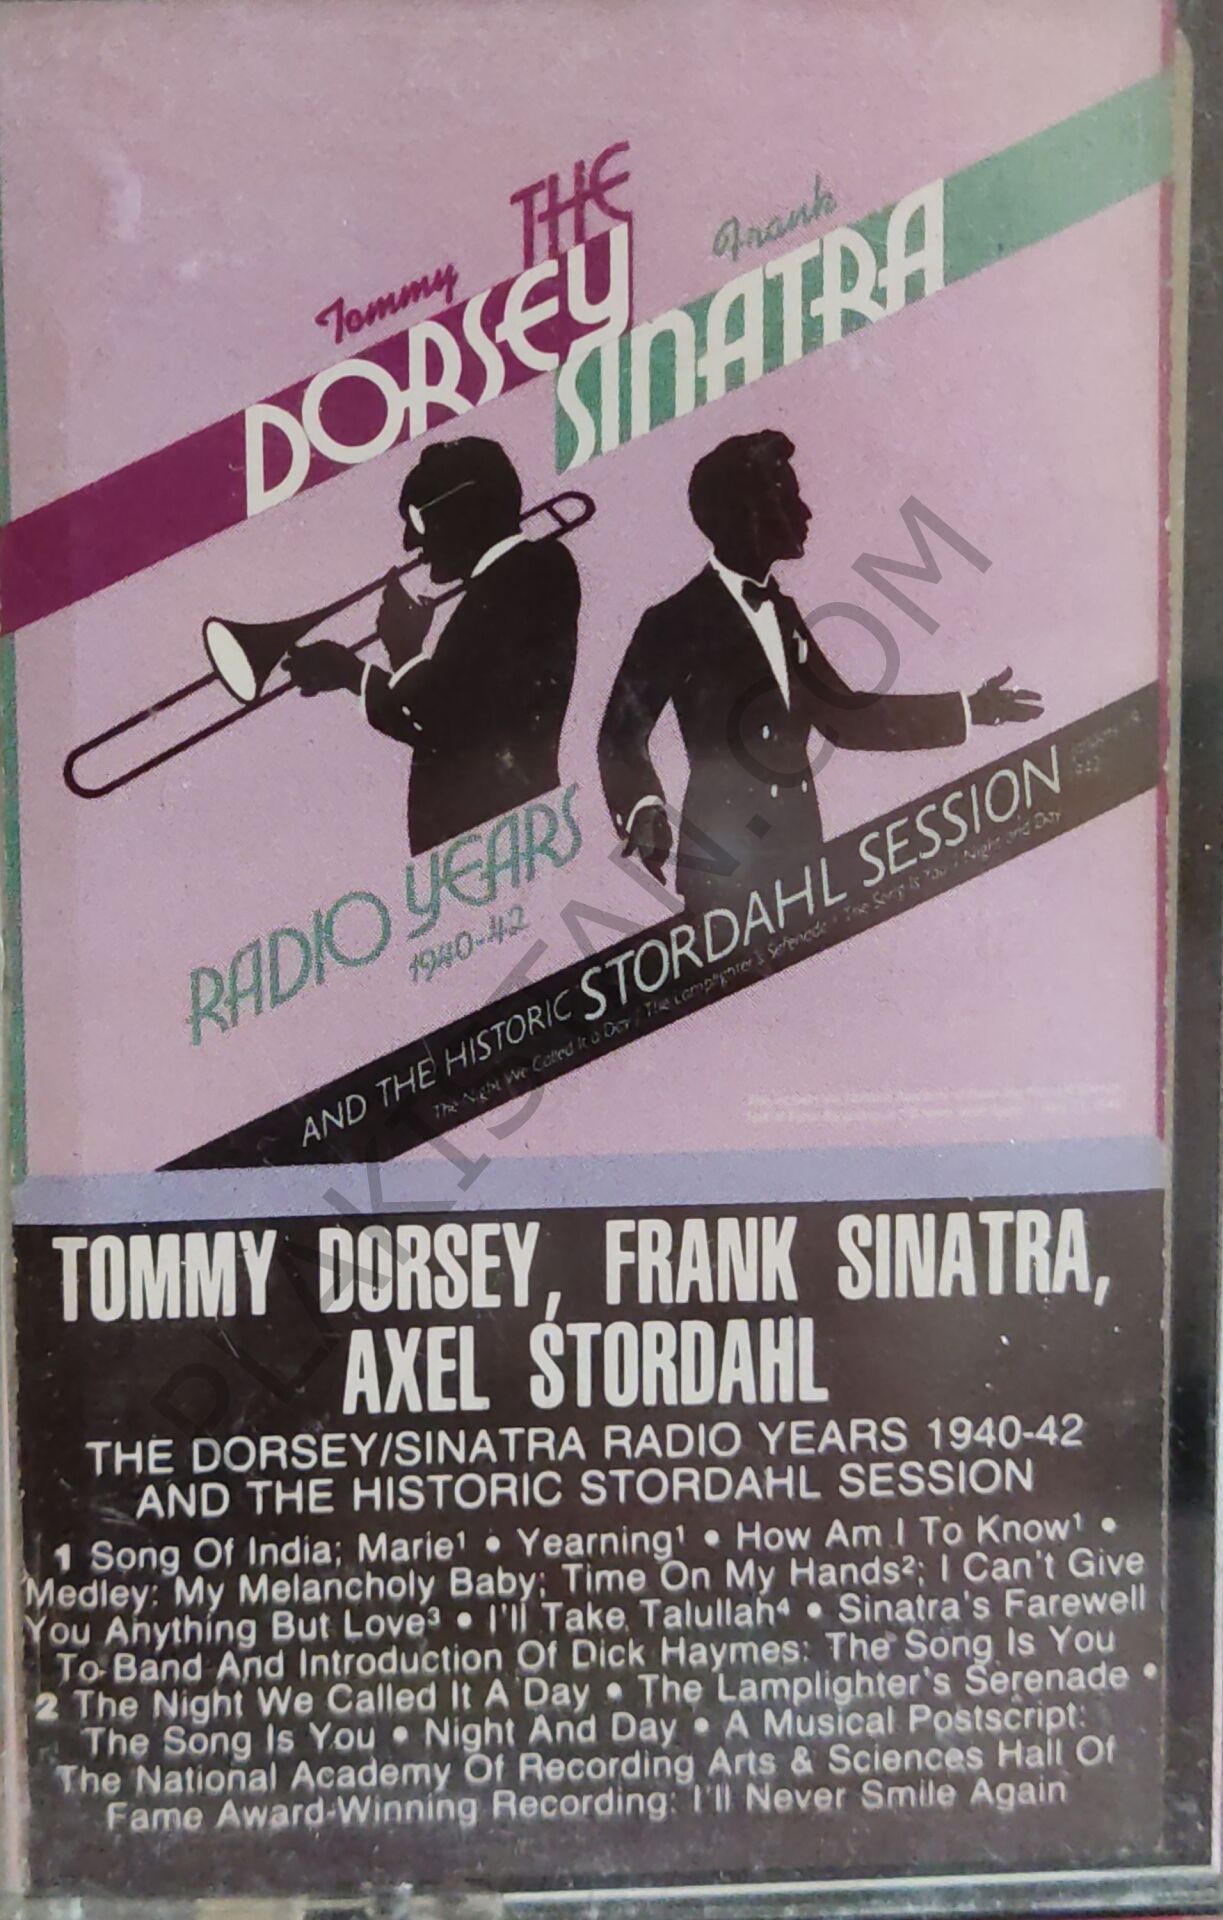 THE
Tommy
DORSEY
Frank
SINATRA
RADIO YEARS
1940-42
AND THE HISTORIC STORDAHL SESSION
The Night We Called It a Day / The Lamplighter's Serenade • The Song Is You / Night and Day
PLAKISTAN.COM
TOMMY DORSEY, FRANK SINATRA,
AXEL STORDAHL
THE DORSEY/SINATRA RADIO YEARS 1940-42
AND THE HISTORIC STORDAHL SESSION
1 Song Of India; Marie¹ • Yearning¹ • How Am I To Know¹ •
Medley: My Melancholy Baby; Time On My Hands²; I Can't Give
You Anything But Love³ • I'll Take Talullah⁴ • Sinatra's Farewell
To Band And Introduction Of Dick Haymes: The Song Is You
2 The Night We Called It A Day • The Lamplighter's Serenade •
The Song Is You • Night And Day • A Musical Postscript:
The National Academy Of Recording Arts & Sciences Hall Of
Fame Award-Winning Recording: I'll Never Smile Again